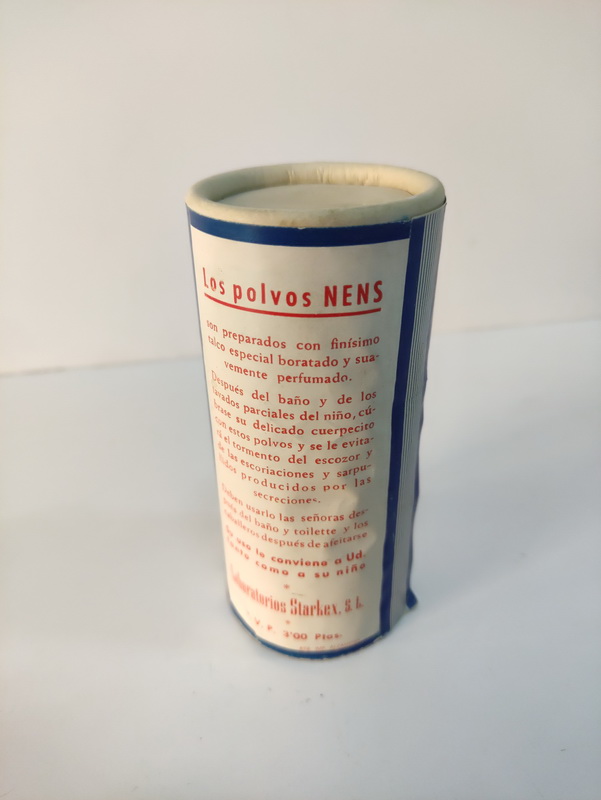 Los polvos NENS
son preparados con finísimo
talco especial boratado y sua-
vemente perfumado.
Después del baño y de los
lavados parciales del niño, cú-
brase su delicado cuerpecito
con estos polvos y se le evita-
rá el tormento del escozor y
de las escoriaciones y sarpu-
llidos producidos por las
secreciones.
Deben usarlo las señoras des-
pués del baño y toilette y los
caballeros después de afeitarse
Su uso le conviene a Ud.
tanto como a su niño
Laboratorios Starkex, S. L.
V. P. 3'00 Ptas.